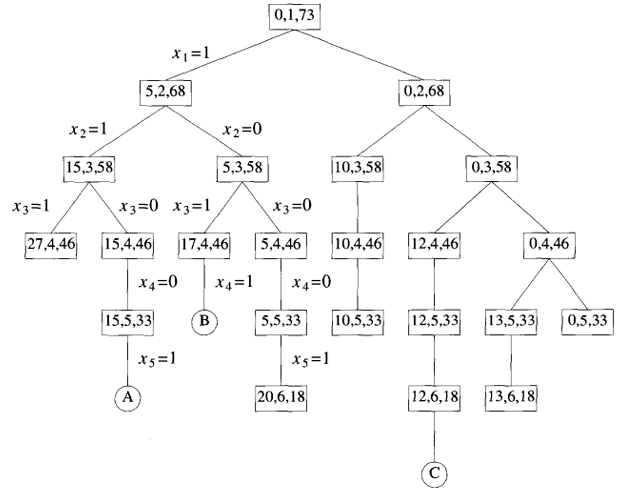 0,1,73
x1=1
5,2,68 0,2,68
x2=1 x2=0
15,3,58 5,3,58 10,3,58 0,3,58
x3=1 x3=0 x3=1 x3=0
27,4,46 15,4,46 17,4,46 5,4,46 10,4,46 12,4,46 0,4,46
x4=0 x4=1 x4=0
15,5,33 B 5,5,33 10,5,33 12,5,33 13,5,33 0,5,33
x5=1 x5=1
A 20,6,18 12,6,18 13,6,18
C